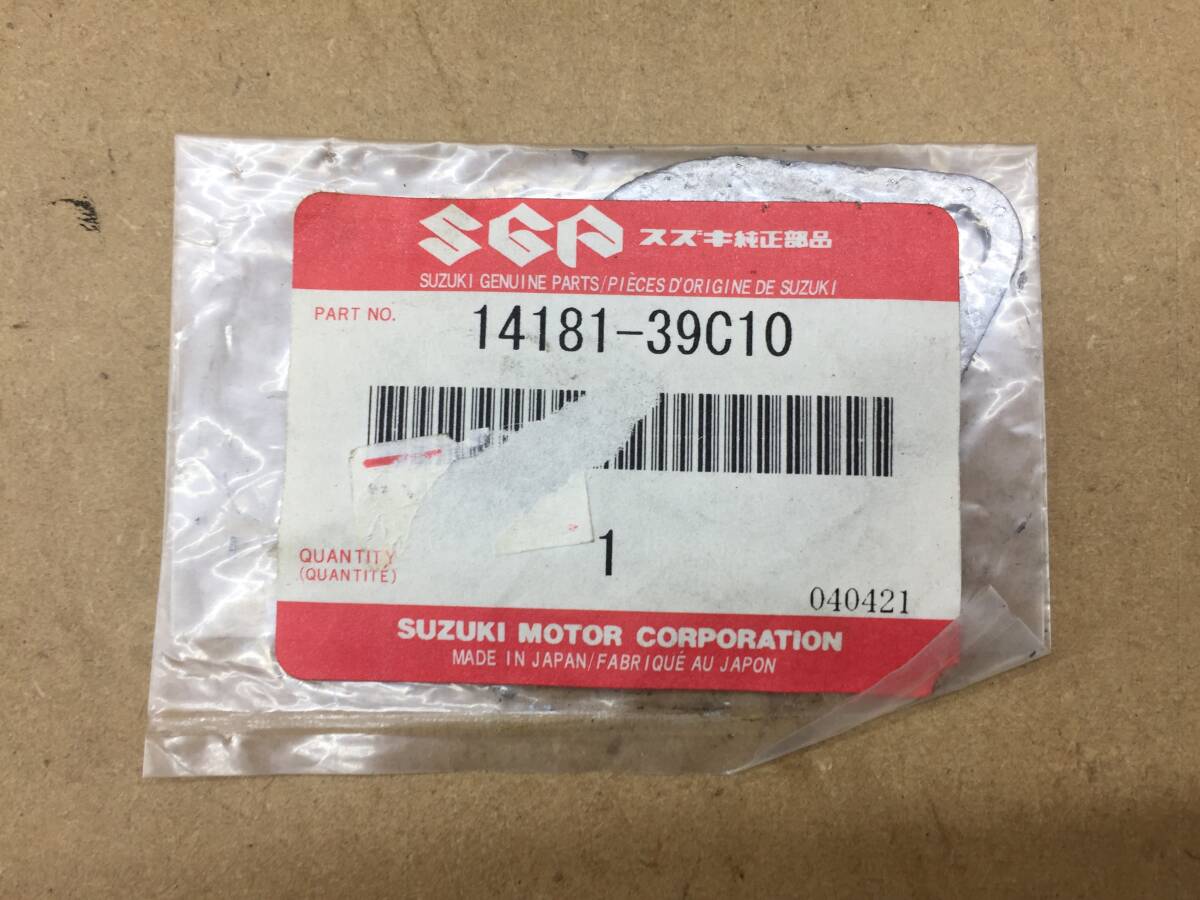 SGP スズキ純正部品
SUZUKI GENUINE PARTS/PIÈCES D'ORIGINE DE SUZUKI
PART NO. 14181-39C10
QUANTITY 1
(QUANTITÉ)
040421
SUZUKI MOTOR CORPORATION
MADE IN JAPAN/FABRIQUÉ AU JAPON